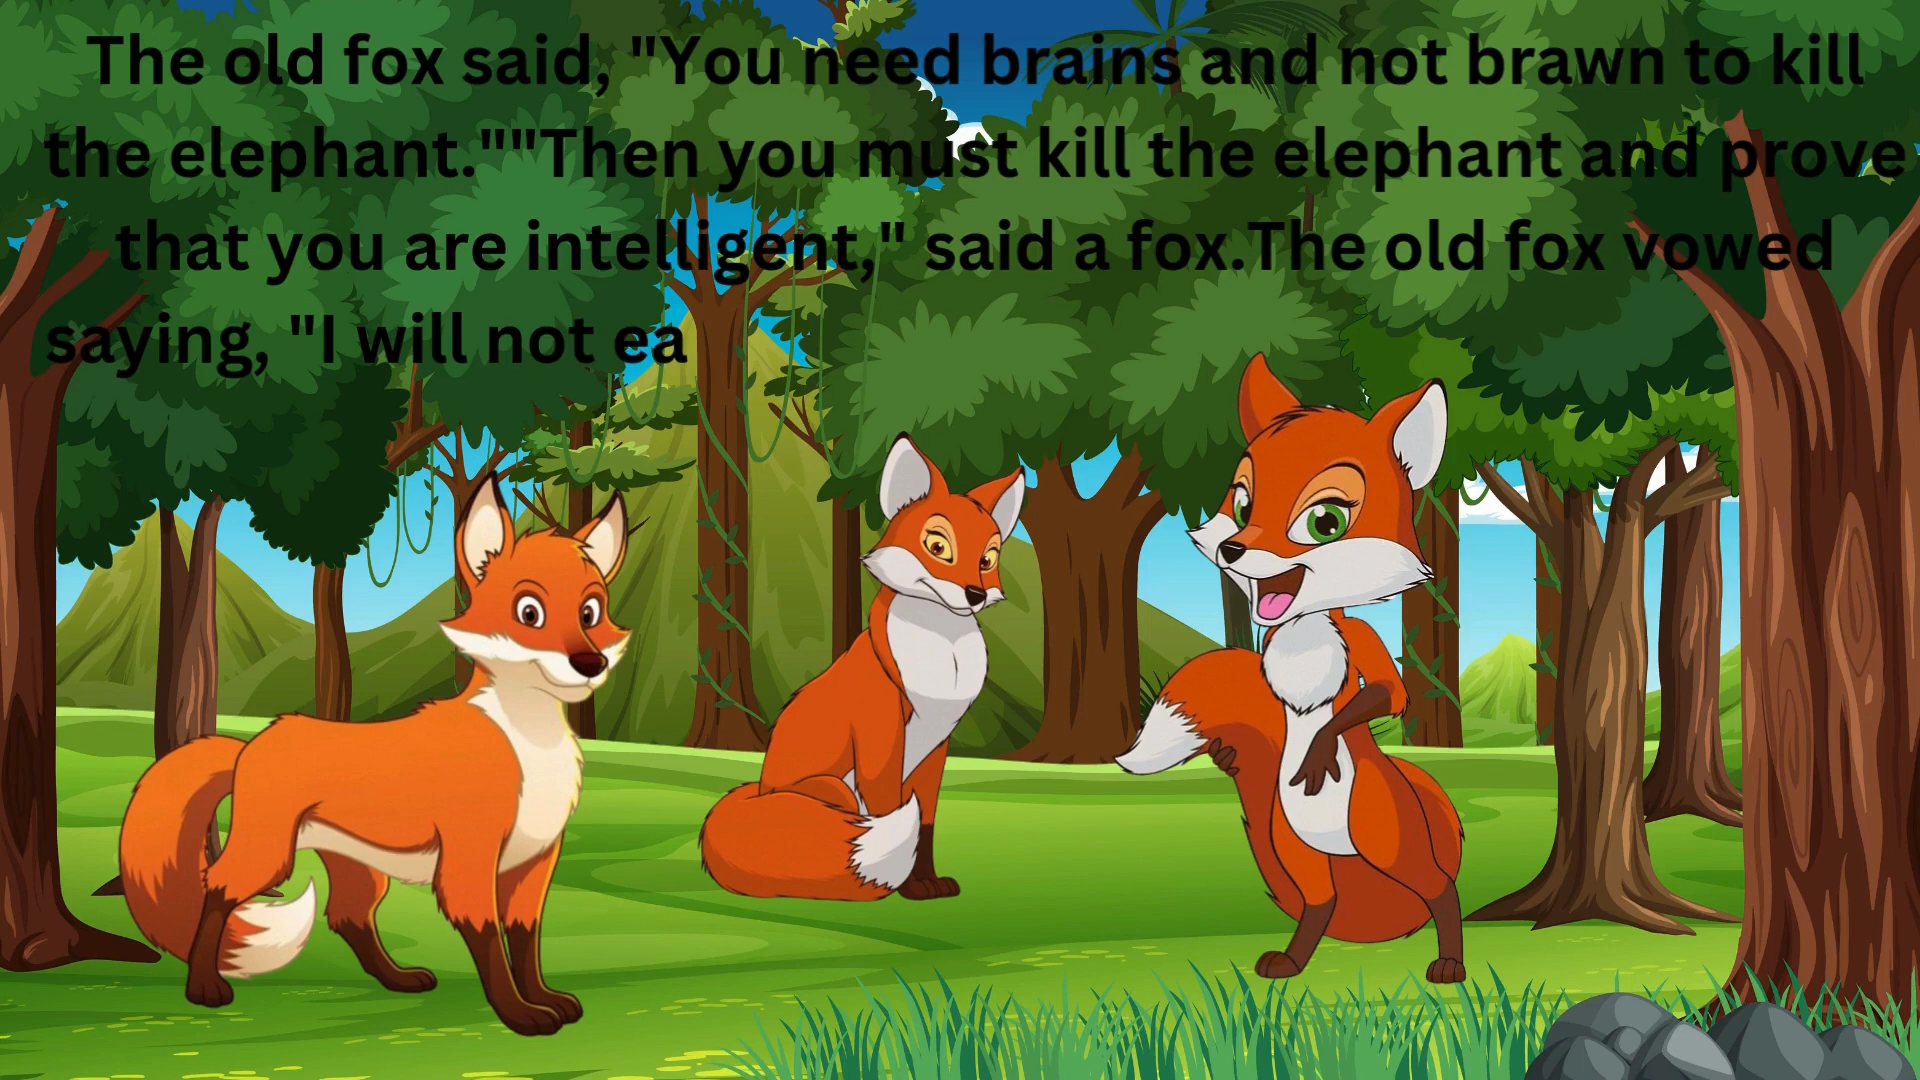 The old fox said, "You need brains and not brawn to kill
the elephant.""Then you must kill the elephant and prove
that you are intelligent," said a fox.The old fox vowed
saying, "I will not ea